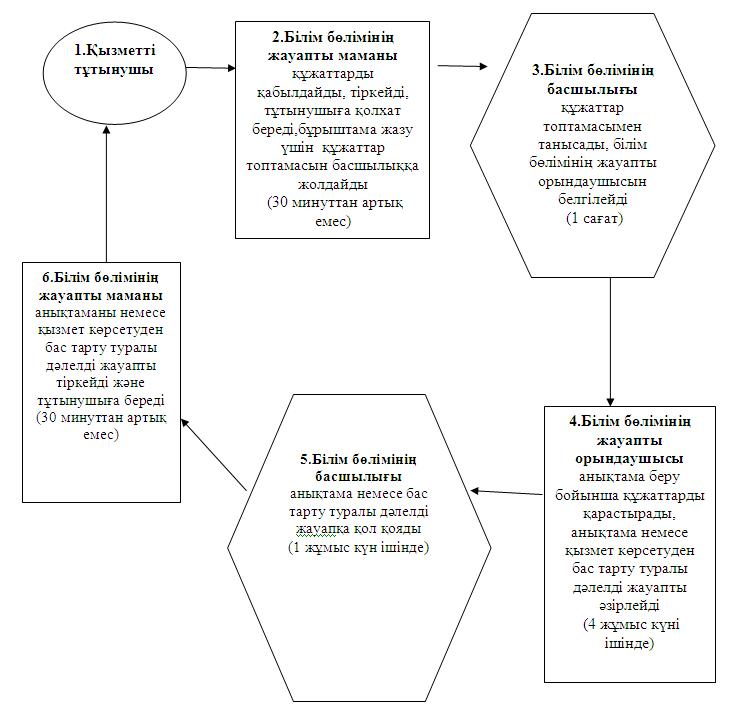 1.Қызметті
тұтынушы
2.Білім бөлімінің
жауапты маманы
құжаттарды
қабылдайды, тіркейді,
тұтынушыға қолхат
береді,бұрыштама жазу
үшін құжаттар
топтамасын басшылыққа
жолдайды
(30 минуттан артық
емес)
3.Білім бөлімінің
басшылығы
құжаттар
топтамасымен
танысады, білім
бөлімінің жауапты
орындаушысын
белгілейді
(1 сағат)
4.Білім бөлімінің
жауапты
орындаушысы
анықтама беру
бойынша құжаттарды
қарастырады,
анықтама немесе
қызмет көрсетуден
бас тарту туралы
дәлелді жауапты
әзірлейді
(4 жұмыс күні
ішінде)
5.Білім бөлімінің
басшылығы
анықтама немесе бас
тарту туралы дәлелді
жауапқа қол қояды
(1 жұмыс күн ішінде)
6.Білім бөлімінің
жауапты маманы
анықтаманы немесе
қызмет көрсетуден
бас тарту туралы
дәлелді жауапты
тіркейді және
тұтынушыға береді
(30 минуттан артық
емес)